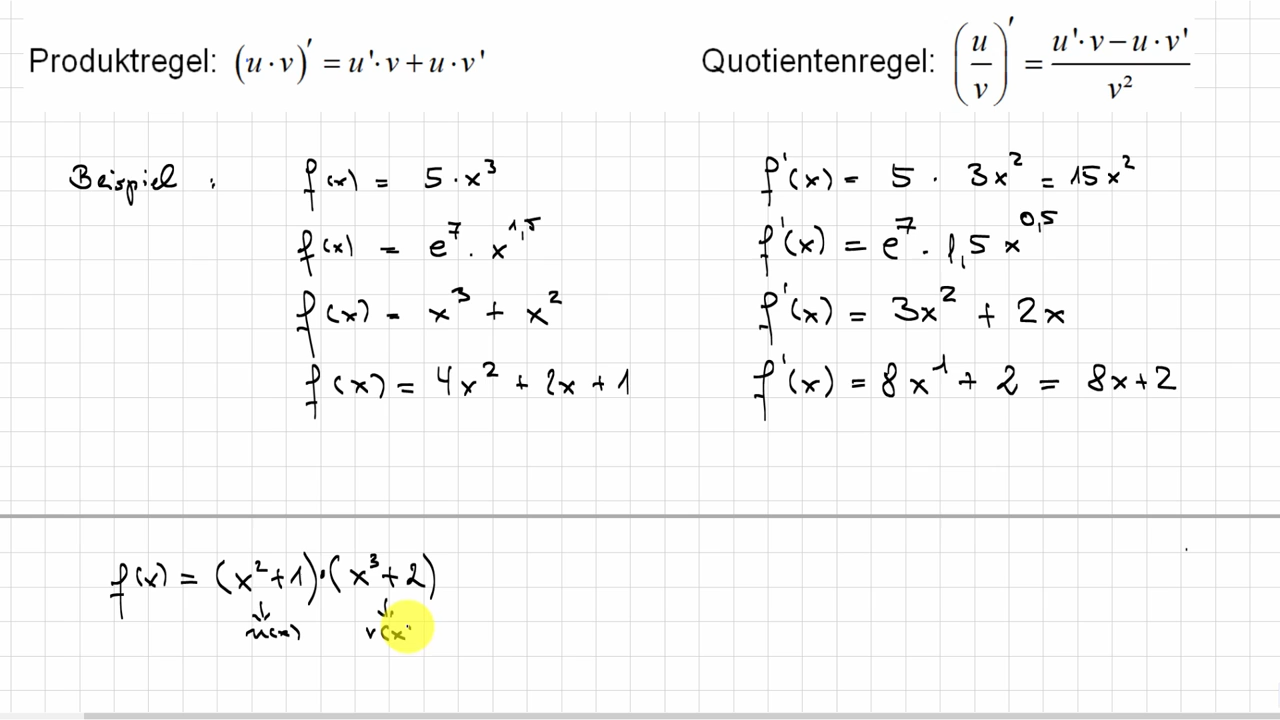 Produktregel: (u · v)′ = u'· v + u · v'
Quotientenregel: (u/v)′ = (u'· v − u · v')/v²
Beispiel :
f(x) = 5 · x³
f'(x) = 5 · 3x² = 15x²
f(x) = e⁷ · x^1,5
f'(x) = e⁷ · 1,5 x^0,5
f(x) = x³ + x²
f'(x) = 3x² + 2x
f(x) = 4x² + 2x + 1
f'(x) = 8x¹ + 2 = 8x+2
f(x) = (x²+1)·(x³+2)
↓ ↓
u(x) v(x